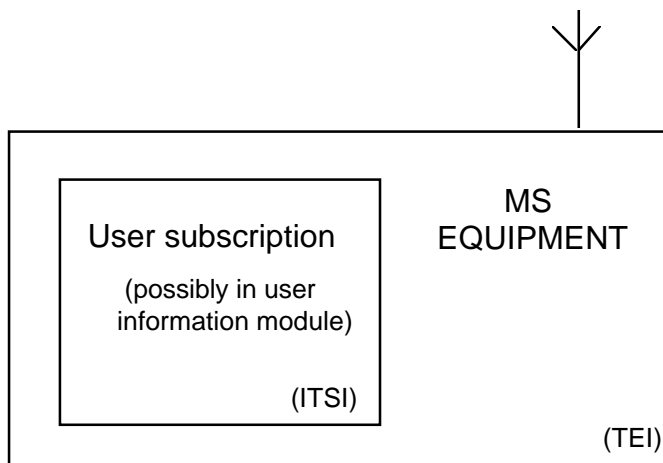 MS
EQUIPMENT
User subscription
(possibly in user
information module)
(ITSI)
(TEI)